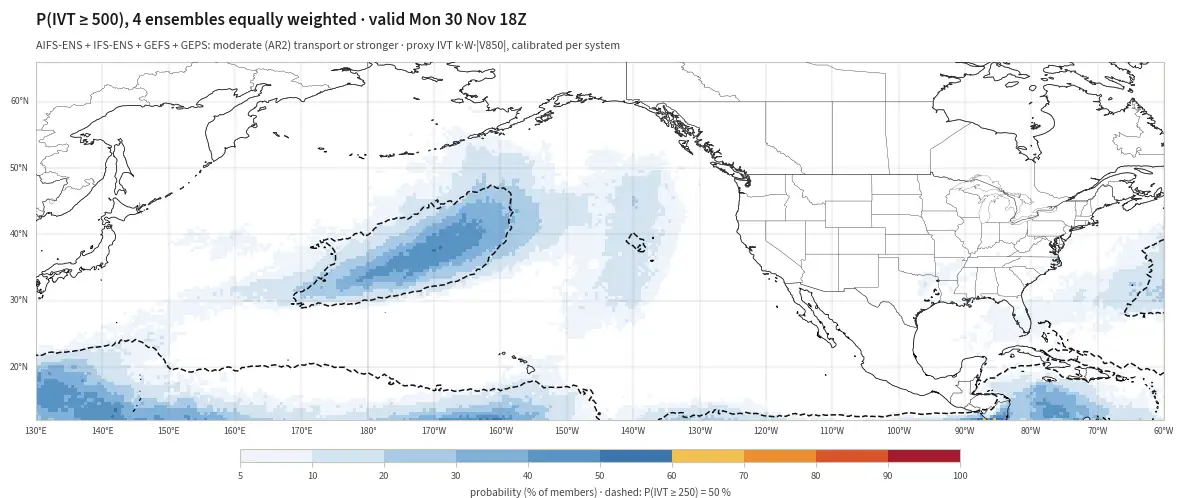 P(IVT ≥ 500), 4 ensembles equally weighted · valid Mon 30 Nov 18Z
AIFS-ENS + IFS-ENS + GEFS + GEPS: moderate (AR2) transport or stronger · proxy IVT k·W·|V850|, calibrated per system
60°N
50°N
40°N
30°N
20°N
130°E 140°E 150°E 160°E 170°E 180° 170°W 160°W 150°W 140°W 130°W 120°W 110°W 100°W 90°W 80°W 70°W 60°W
5 10 20 30 40 50 60 70 80 90 100
probability (% of members) · dashed: P(IVT ≥ 250) = 50 %